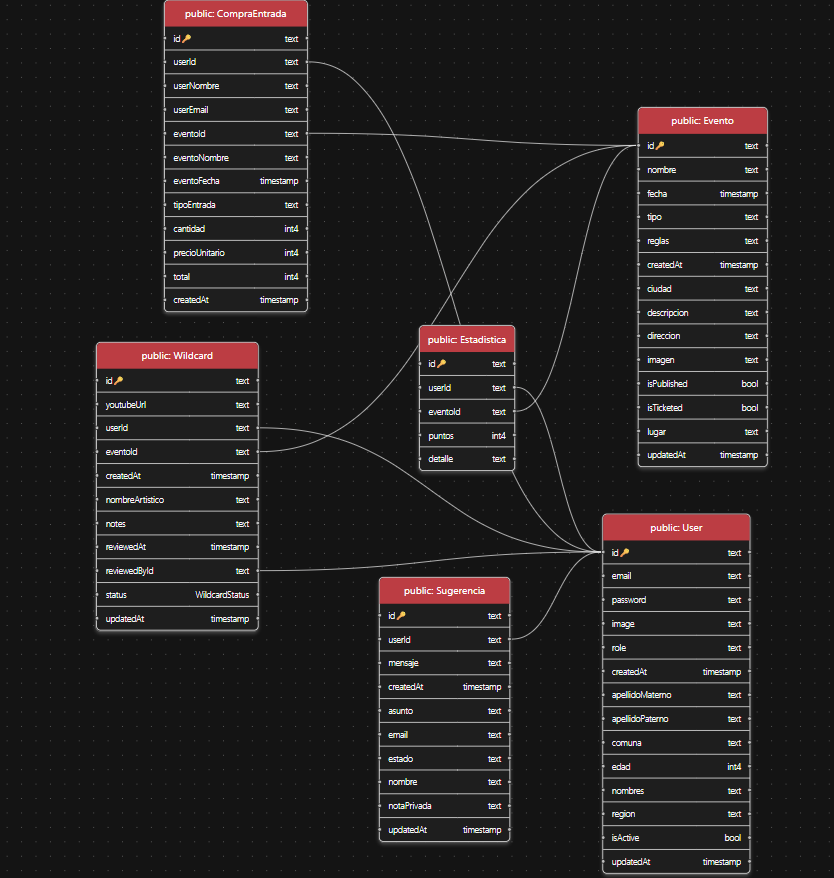 public: CompraEntrada
id text
userId text
userNombre text
userEmail text
eventoId text
eventoNombre text
eventoFecha timestamp
tipoEntrada text
cantidad int4
precioUnitario int4
total int4
createdAt timestamp
public: Evento
id text
nombre text
fecha timestamp
tipo text
reglas text
createdAt timestamp
ciudad text
descripcion text
direccion text
imagen text
isPublished bool
isTicketed bool
lugar text
updatedAt timestamp
public: Estadistica
id text
userId text
eventoId text
puntos int4
detalle text
public: Wildcard
id text
youtubeUrl text
userId text
eventoId text
createdAt timestamp
nombreArtistico text
notes text
reviewedAt timestamp
reviewedById text
status WildcardStatus
updatedAt timestamp
public: User
id text
email text
password text
image text
role text
createdAt timestamp
apellidoMaterno text
apellidoPaterno text
comuna text
edad int4
nombres text
region text
isActive bool
updatedAt timestamp
public: Sugerencia
id text
userId text
mensaje text
createdAt timestamp
asunto text
email text
estado text
nombre text
notaPrivada text
updatedAt timestamp